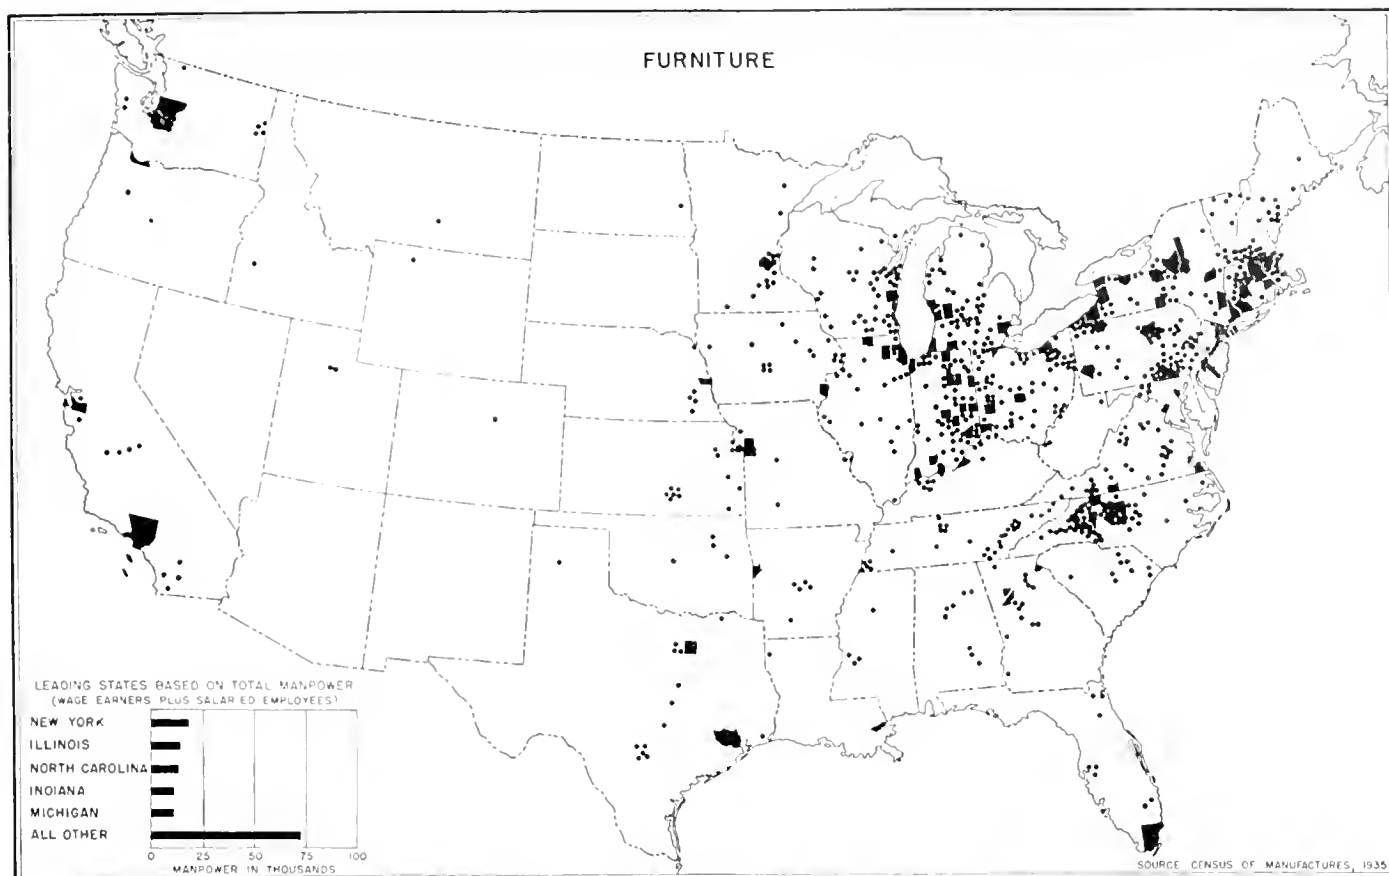 FURNITURE
LEADING STATES BASED ON TOTAL MANPOWER
(WAGE EARNERS PLUS SALARIED EMPLOYEES)
NEW YORK
ILLINOIS
NORTH CAROLINA
INDIANA
MICHIGAN
ALL OTHER
0 25 50 75 100
MANPOWER IN THOUSANDS
SOURCE CENSUS OF MANUFACTURES, 1935